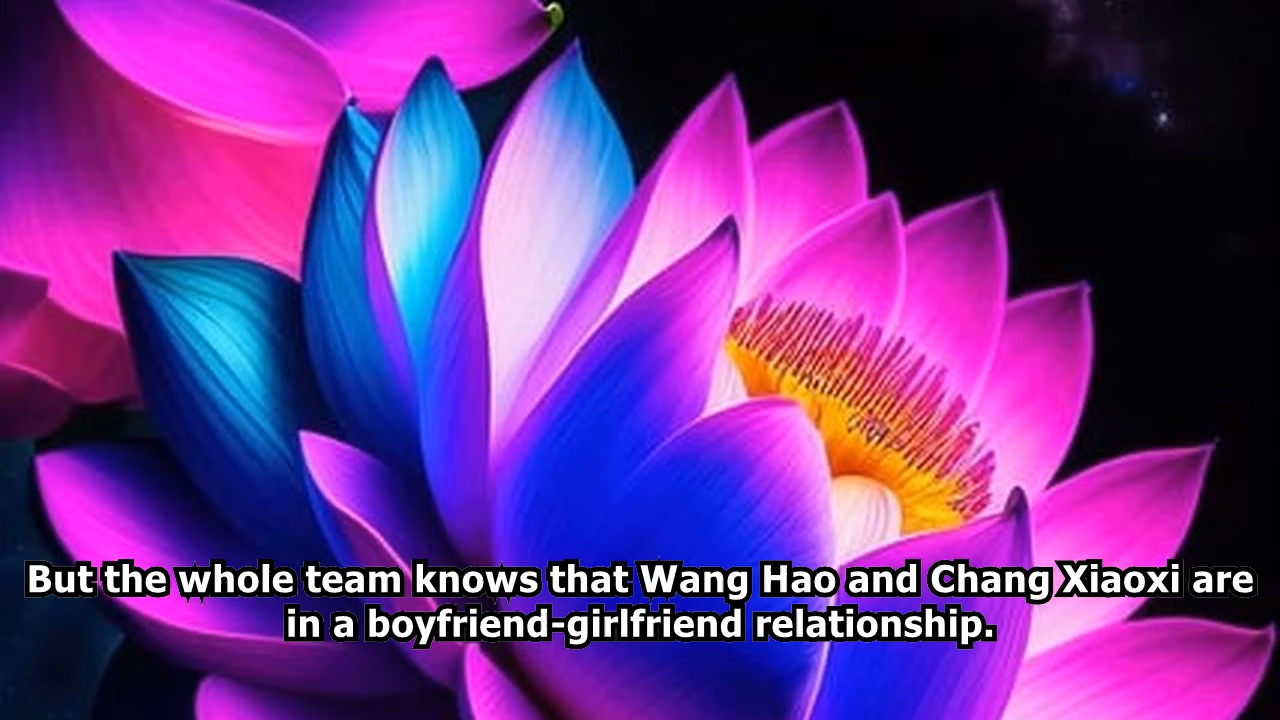 But the whole team knows that Wang Hao and Chang Xiaoxi are
in a boyfriend-girlfriend relationship.